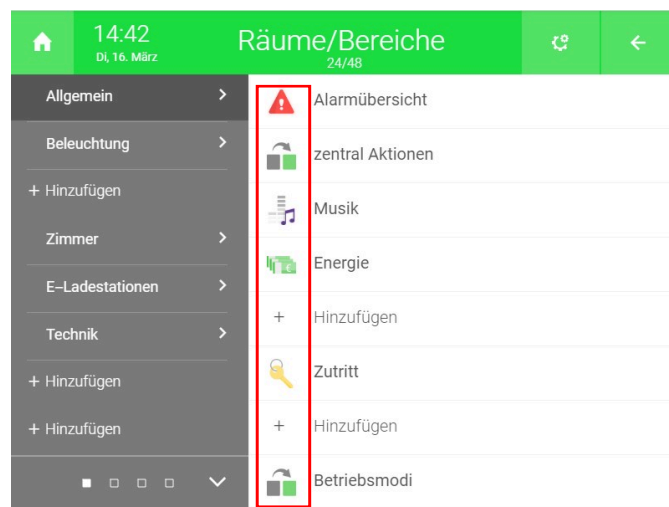 14:42
Di, 16. März
Räume/Bereiche
24/48
Allgemein
Beleuchtung
+ Hinzufügen
Zimmer
E–Ladestationen
Technik
+ Hinzufügen
+ Hinzufügen
Alarmübersicht
zentral Aktionen
Musik
Energie
+ Hinzufügen
Zutritt
+ Hinzufügen
Betriebsmodi